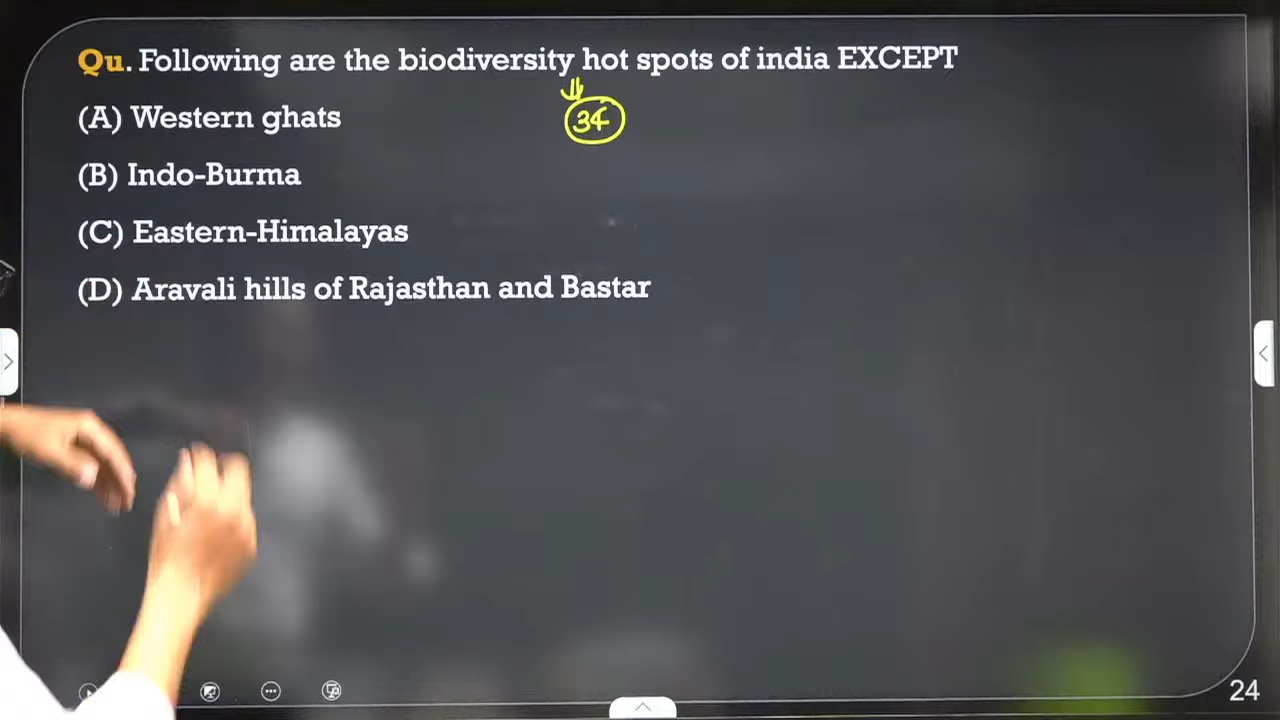 Qu. Following are the biodiversity hot spots of india EXCEPT
34
(A) Western ghats
(B) Indo-Burma
(C) Eastern-Himalayas
(D) Aravali hills of Rajasthan and Bastar
24